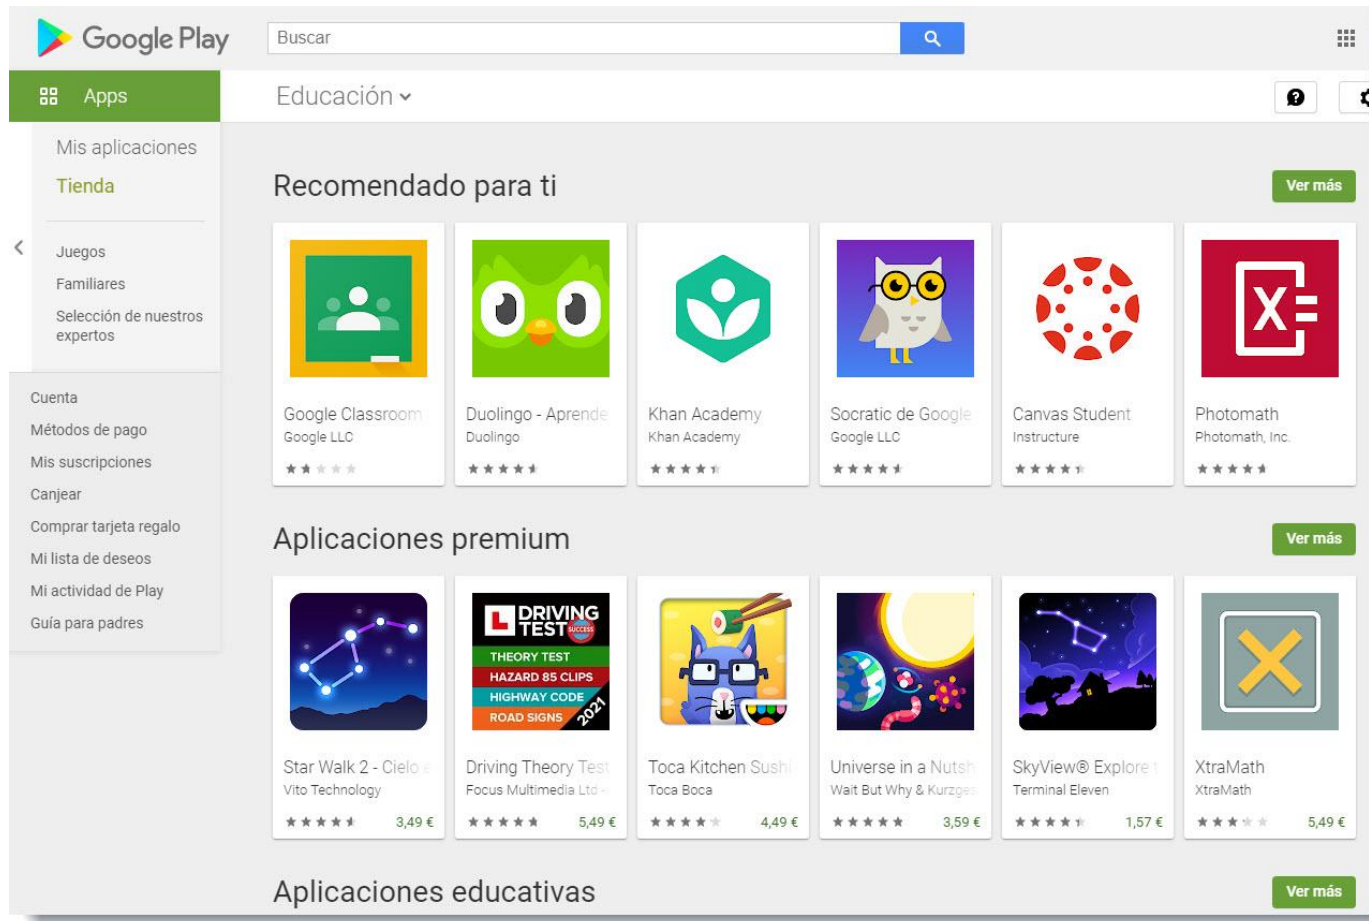 Google Play
Buscar
Apps
Educación
Mis aplicaciones
Tienda
Juegos
Familiares
Selección de nuestros
expertos
Cuenta
Métodos de pago
Mis suscripciones
Canjear
Comprar tarjeta regalo
Mi lista de deseos
Mi actividad de Play
Guía para padres
Recomendado para ti
Ver más
Google Classroom
Google LLC
Duolingo - Aprende
Duolingo
Khan Academy
Khan Academy
Socratic de Google
Google LLC
Canvas Student
Instructure
X=
Photomath
Photomath, Inc.
Aplicaciones premium
Ver más
Star Walk 2 - Cielo e
Vito Technology
3,49 €
L DRIVING
TEST SUCCESS
THEORY TEST
HAZARD 85 CLIPS
HIGHWAY CODE
ROAD SIGNS 2021
Driving Theory Test
Focus Multimedia Ltd -
5,49 €
Toca Kitchen Sushi
Toca Boca
4,49 €
Universe in a Nutsh
Wait But Why & Kurzges
3,59 €
SkyView® Explore t
Terminal Eleven
1,57 €
XtraMath
XtraMath
5,49 €
Aplicaciones educativas
Ver más